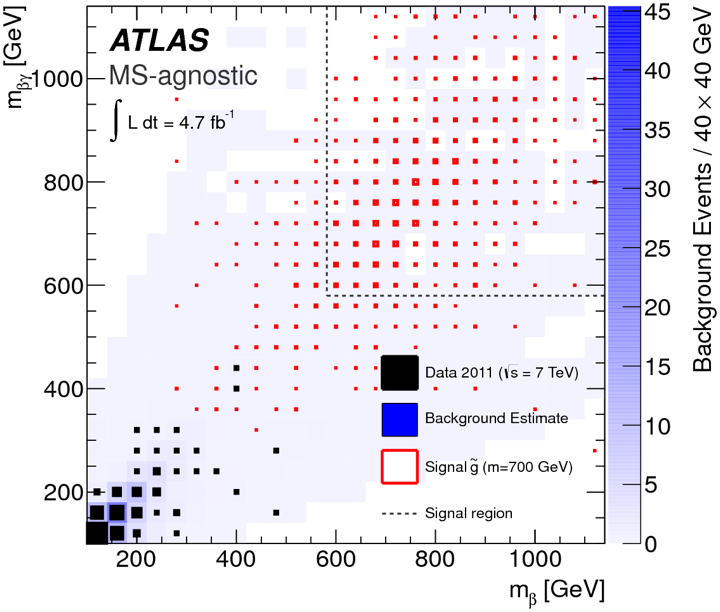 ATLAS
MS-agnostic
∫ L dt = 4.7 fb⁻¹
m_βγ [GeV]
1000
800
600
400
200
200 400 600 800 1000
m_β [GeV]
Data 2011 (√s = 7 TeV)
Background Estimate
Signal g̃ (m=700 GeV)
Signal region
45
40
35
30
25
20
15
10
5
0
Background Events / 40 × 40 GeV